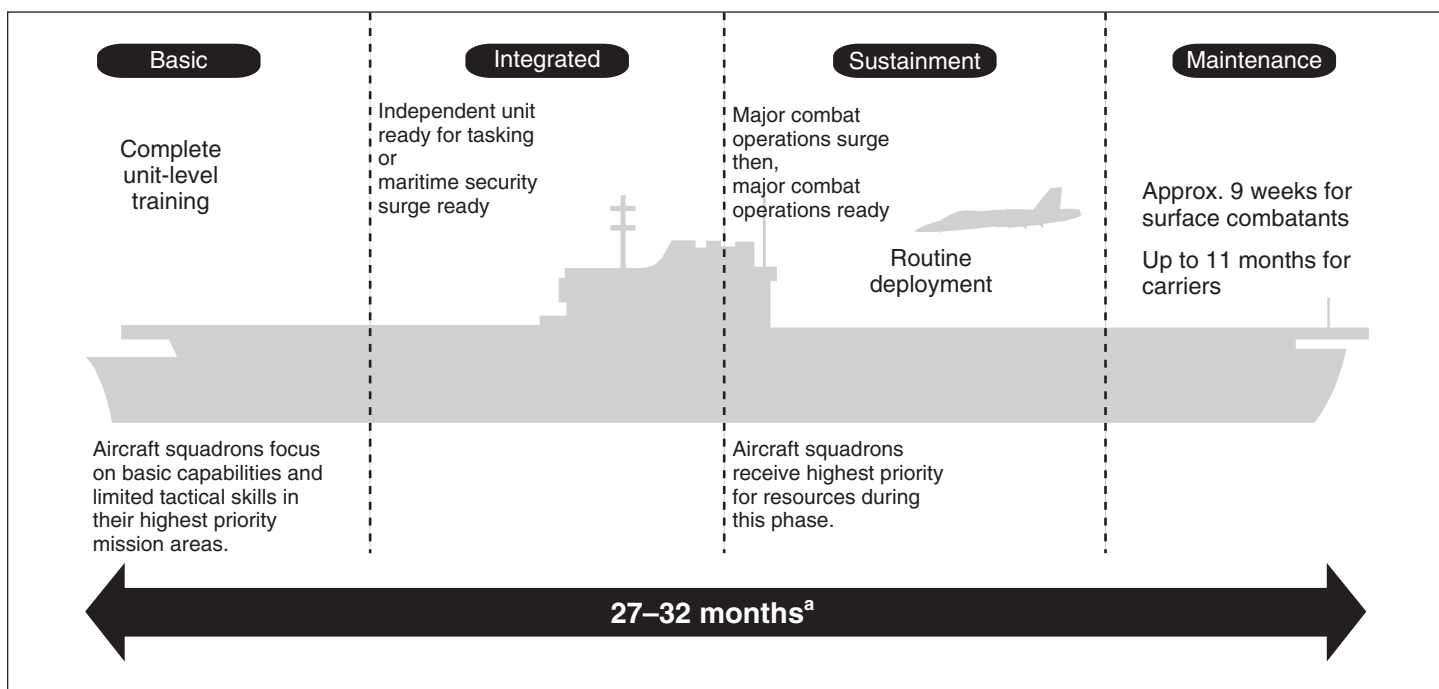 Basic
Integrated
Sustainment
Maintenance
Complete
unit-level
training
Independent unit
ready for tasking
or
maritime security
surge ready
Major combat
operations surge
then,
major combat
operations ready
Routine
deployment
Approx. 9 weeks for
surface combatants
Up to 11 months for
carriers
Aircraft squadrons focus
on basic capabilities and
limited tactical skills in
their highest priority
mission areas.
Aircraft squadrons
receive highest priority
for resources during
this phase.
27–32 monthsᵃ